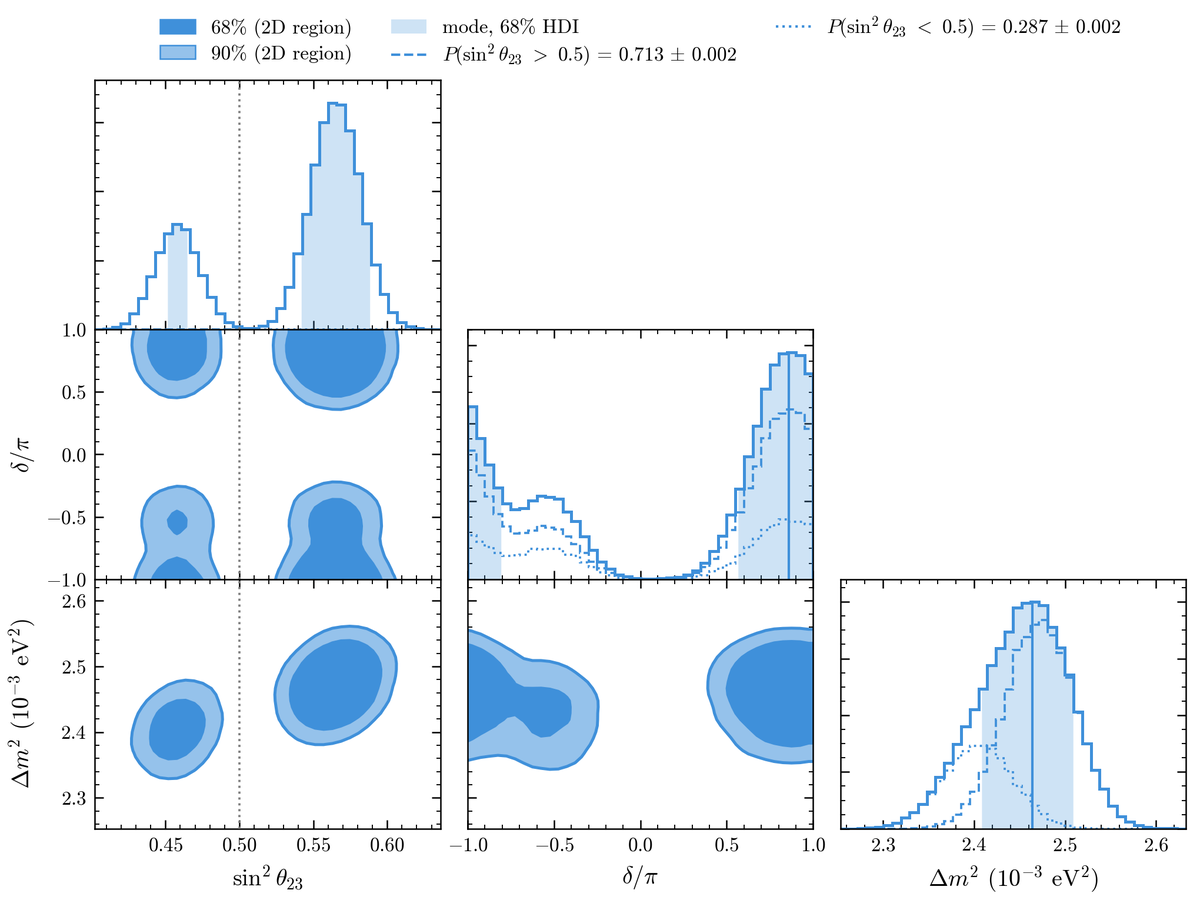 68% (2D region)
90% (2D region)
mode, 68% HDI
P(sin² θ₂₃ > 0.5) = 0.713 ± 0.002
P(sin² θ₂₃ < 0.5) = 0.287 ± 0.002
1.0
0.5
0.0
−0.5
−1.0
δ/π
2.6
2.5
2.4
2.3
Δm² (10⁻³ eV²)
0.45 0.50 0.55 0.60
sin² θ₂₃
−1.0 −0.5 0.0 0.5 1.0
δ/π
2.3 2.4 2.5 2.6
Δm² (10⁻³ eV²)